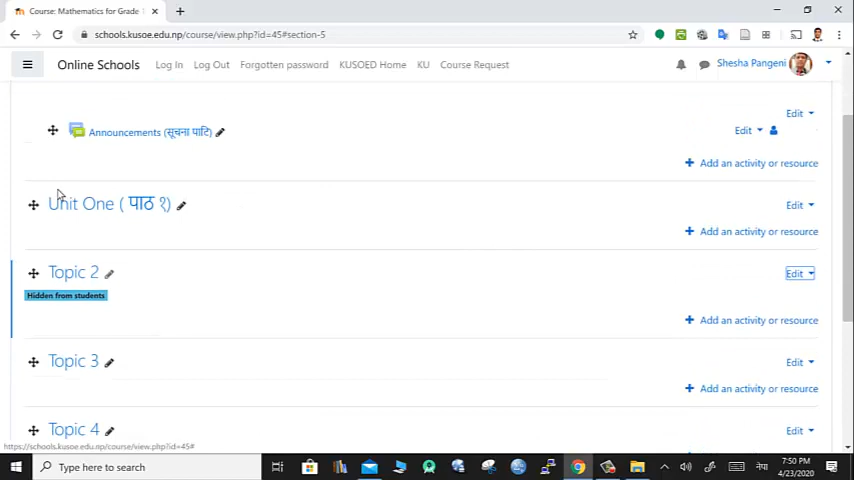 Course: Mathematics for Grade
schools.kusoe.edu.np/course/view.php?id=45#section-5
Online Schools Log In Log Out Forgotten password KUSOED Home KU Course Request Shesha Pangeni
Edit
Announcements (सूचना पाटि) Edit
Add an activity or resource
Unit One ( पाठ १) Edit
Add an activity or resource
Topic 2 Edit
Hidden from students
Add an activity or resource
Topic 3 Edit
Add an activity or resource
Topic 4 Edit
https://schools.kusoe.edu.np/course/view.php?id=45#
Type here to search
नेपा
7:50 PM
4/23/2020